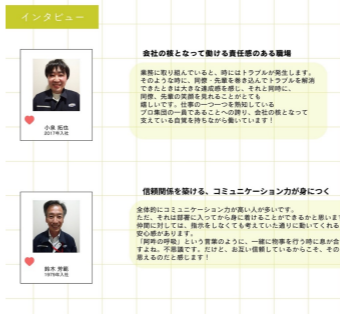 インタビュー
会社の核となって働ける責任感のある職場
業務に取り組んでいると、時にはトラブルが発生します。
そのような時に、同僚・先輩を巻き込んでトラブルを解消
できたときは大きな達成感を感じ、それと同時に、
同僚、先輩の笑顔を見れることがとても
嬉しいです。仕事の一つ一つを熟知している
プロ集団の一員であることへの誇り、会社の核となって
支えている自覚を持ちながら働いています！
小泉 拓也
2017年入社
信頼関係を築ける、コミュニケーション力が身につく
全体的にコミュニケーション力が高い人が多いです。
ただ、それは部署に入ってから身に着けることができるかと思いま
仲間に対しては、指示をしなくても考えていた通りに動いてくれる
安心感があります。
「阿吽の呼吸」という言葉のように、一緒に物事を行う時に息が合
すよね。不思議です。だけど、お互い信頼しているからこそ、その
思えるのだと感じます！
鈴木 芳範
1979年入社